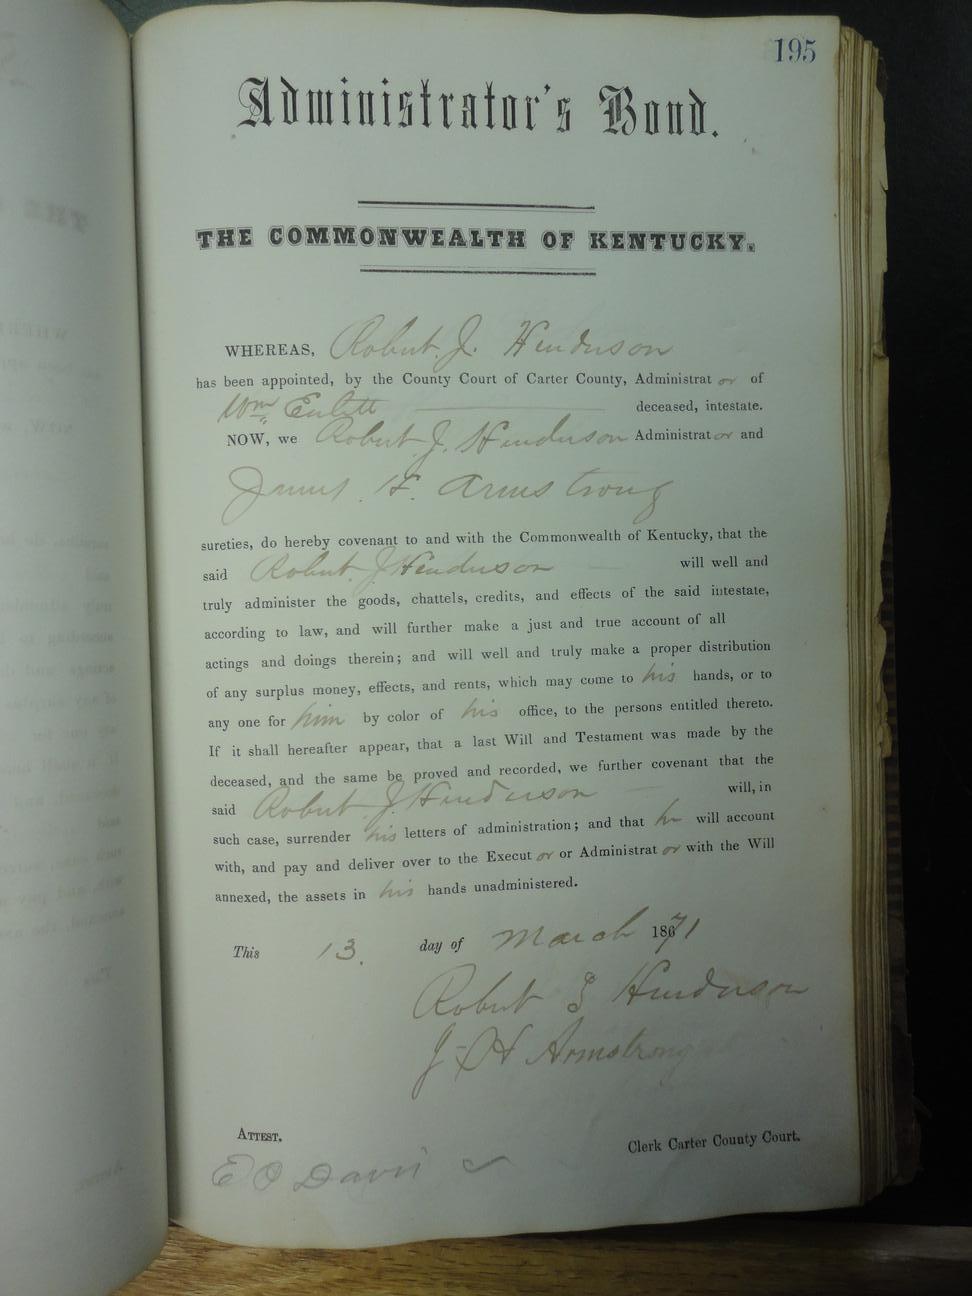 195
Administrator's Bond.
THE COMMONWEALTH OF KENTUCKY.
WHEREAS, Robert J. Henderson
has been appointed, by the County Court of Carter County, Administrat or of
Wm deceased, intestate.
NOW, we Robert J. Henderson Administrat or and
James H. Armstrong
sureties, do hereby covenant to and with the Commonwealth of Kentucky, that the
said Robert J Henderson will well and
truly administer the goods, chattels, credits, and effects of the said intestate,
according to law, and will further make a just and true account of all
actings and doings therein; and will well and truly make a proper distribution
of any surplus money, effects, and rents, which may come to his hands, or to
any one for him by color of his office, to the persons entitled thereto.
If it shall hereafter appear, that a last Will and Testament was made by the
deceased, and the same be proved and recorded, we further covenant that the
said Robert J Henderson will, in
such case, surrender his letters of administration; and that he will account
with, and pay and deliver over to the Execut or or Administrat or with the Will
annexed, the assets in his hands unadministered.
This 13. day of March 1871
Robert J Henderson
J H Armstrong
ATTEST.
Clerk Carter County Court.
E O Davis